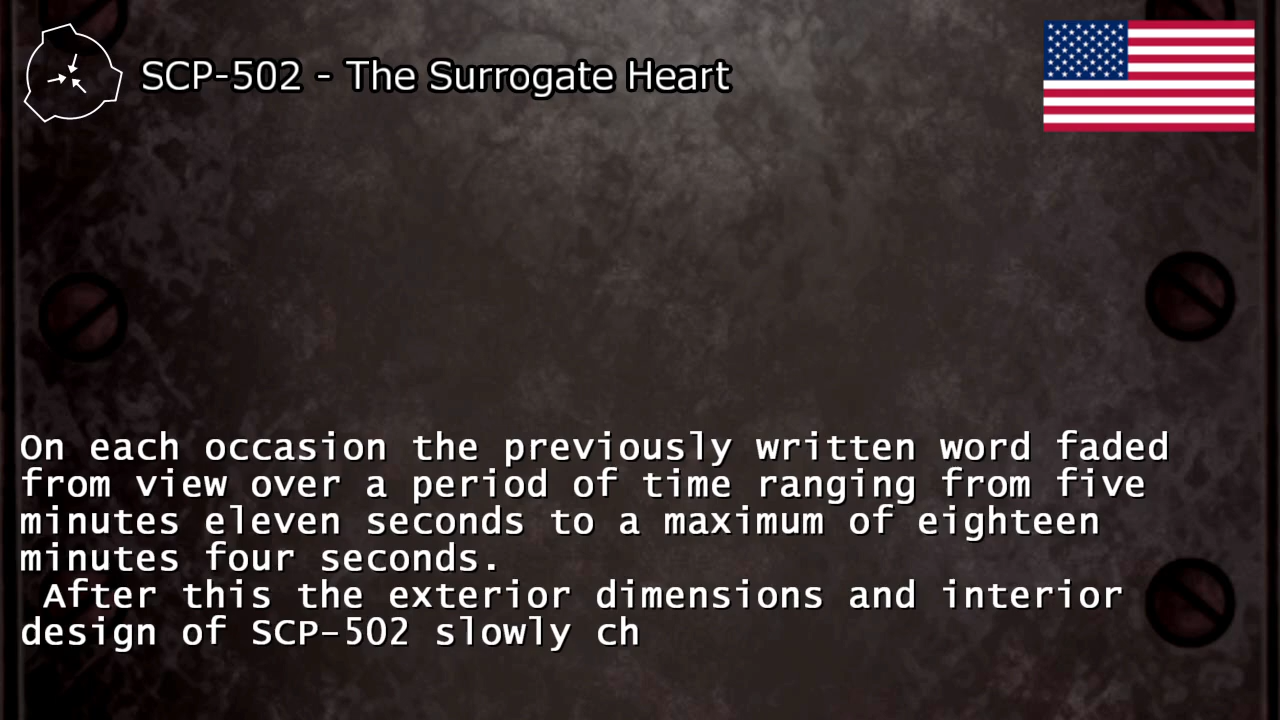 SCP-502 - The Surrogate Heart
On each occasion the previously written word faded
from view over a period of time ranging from five
minutes eleven seconds to a maximum of eighteen
minutes four seconds.
After this the exterior dimensions and interior
design of SCP-502 slowly ch